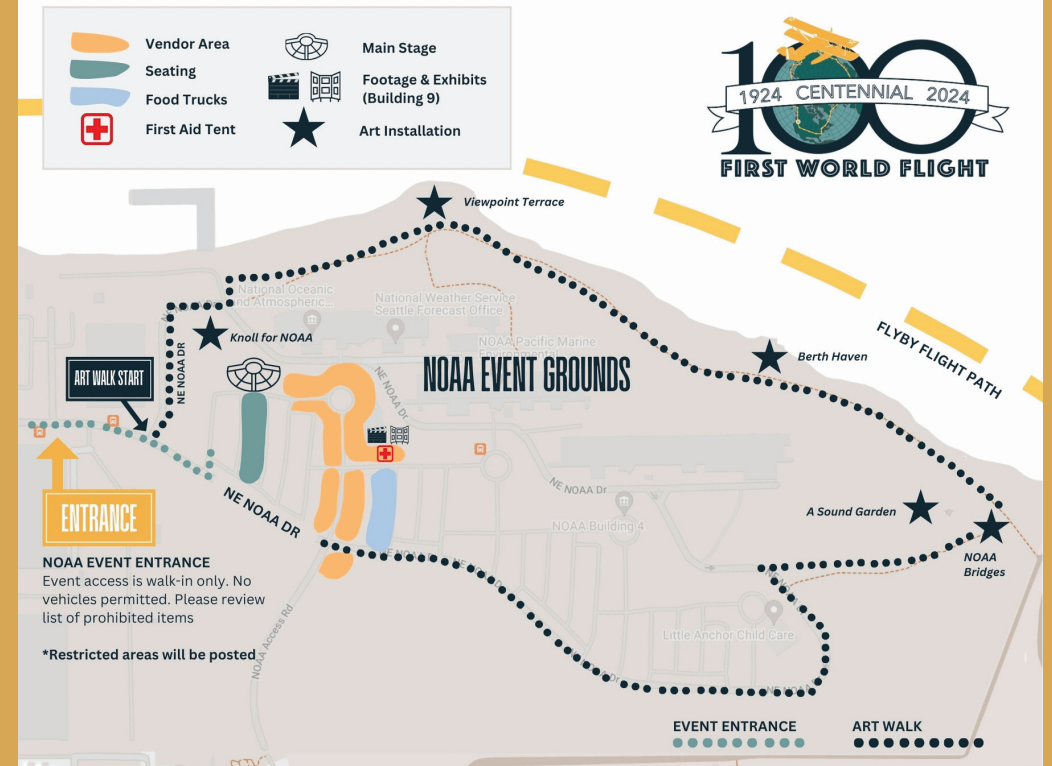 Vendor Area
Seating
Food Trucks
First Aid Tent
Main Stage
Footage & Exhibits
(Building 9)
Art Installation
100
1924 CENTENNIAL 2024
FIRST WORLD FLIGHT
Viewpoint Terrace
National Oceanic
and Atmospheric...
National Weather Service
Seattle Forecast Office
Knoll for NOAA
NOAA Pacific Marine
Environmental
FLYBY FLIGHT PATH
Berth Haven
NOAA EVENT GROUNDS
ART WALK START
NE NOAA DR
NE NOAA Dr
NE NOAA Dr
A Sound Garden
NOAA
Bridges
NE NOAA DR
ENTRANCE
NOAA Building 4
NOAA EVENT ENTRANCE
Event access is walk-in only. No
vehicles permitted. Please review
list of prohibited items
*Restricted areas will be posted
NOAA Access Rd
Little Anchor Child Care
EVENT ENTRANCE
ART WALK